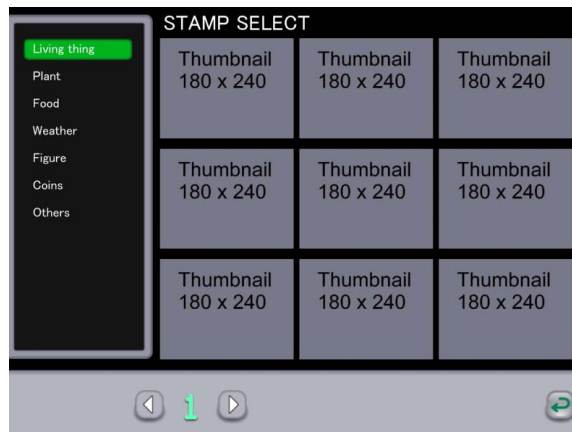 STAMP SELECT
Living thing
Plant
Food
Weather
Figure
Coins
Others
Thumbnail
180 x 240
Thumbnail
180 x 240
Thumbnail
180 x 240
Thumbnail
180 x 240
Thumbnail
180 x 240
Thumbnail
180 x 240
Thumbnail
180 x 240
Thumbnail
180 x 240
Thumbnail
180 x 240
1